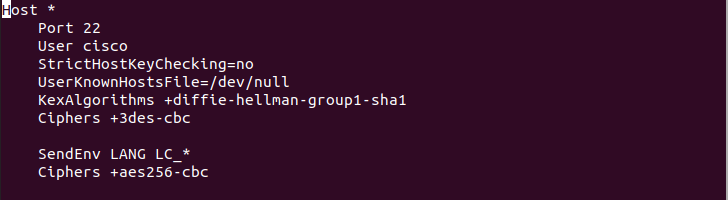 Host *
    Port 22
    User cisco
    StrictHostKeyChecking=no
    UserKnownHostsFile=/dev/null
    KexAlgorithms +diffie-hellman-group1-sha1
    Ciphers +3des-cbc

    SendEnv LANG LC_*
    Ciphers +aes256-cbc